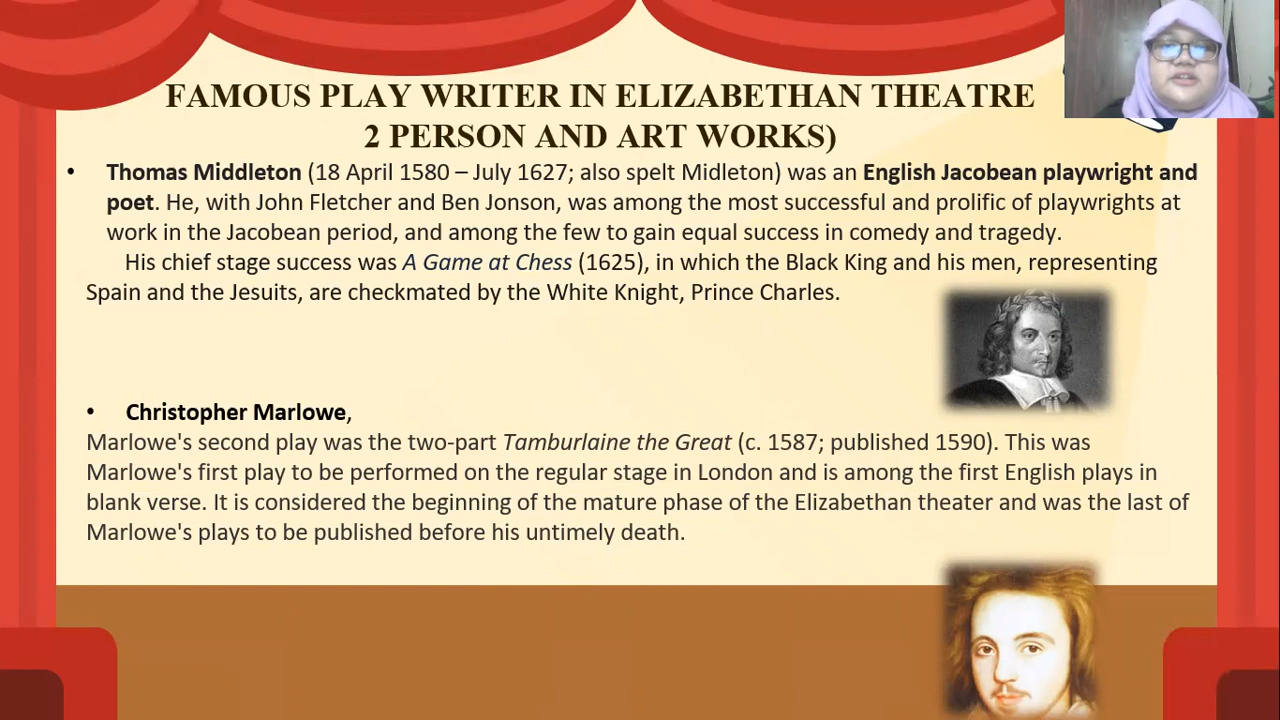 FAMOUS PLAY WRITER IN ELIZABETHAN THEATRE
2 PERSON AND ART WORKS)
• Thomas Middleton (18 April 1580 – July 1627; also spelt Midleton) was an English Jacobean playwright and
poet. He, with John Fletcher and Ben Jonson, was among the most successful and prolific of playwrights at
work in the Jacobean period, and among the few to gain equal success in comedy and tragedy.
His chief stage success was A Game at Chess (1625), in which the Black King and his men, representing
Spain and the Jesuits, are checkmated by the White Knight, Prince Charles.
• Christopher Marlowe,
Marlowe's second play was the two-part Tamburlaine the Great (c. 1587; published 1590). This was
Marlowe's first play to be performed on the regular stage in London and is among the first English plays in
blank verse. It is considered the beginning of the mature phase of the Elizabethan theater and was the last of
Marlowe's plays to be published before his untimely death.